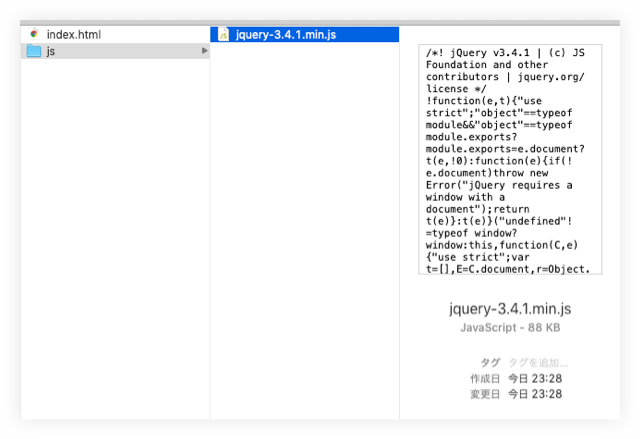 index.html
js
jquery-3.4.1.min.js
/*! jQuery v3.4.1 | (c) JS
Foundation and other
contributors | jquery.org/
license */
!function(e,t){"use
strict";"object"==typeof
module&&"object"==typeof
module.exports?
module.exports=e.document?
t(e,!0):function(e){if(!
e.document)throw new
Error("jQuery requires a
window with a
document");return
t(e)}:t(e)}("undefined"!
=typeof window?
window:this,function(C,e)
{"use strict";var
t=[],E=C.document,r=Object.
jquery-3.4.1.min.js
JavaScript - 88 KB
タグ タグを追加...
作成日 今日 23:28
変更日 今日 23:28